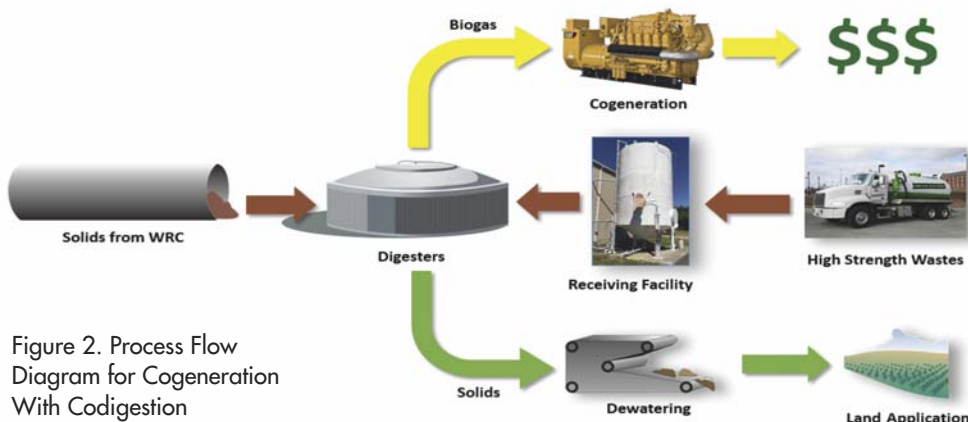 Biogas
$$$
Cogeneration
Solids from WRC
Digesters
Receiving Facility
High Strength Wastes
Figure 2. Process Flow
Diagram for Cogeneration
With Codigestion
Solids
Dewatering
Land Application